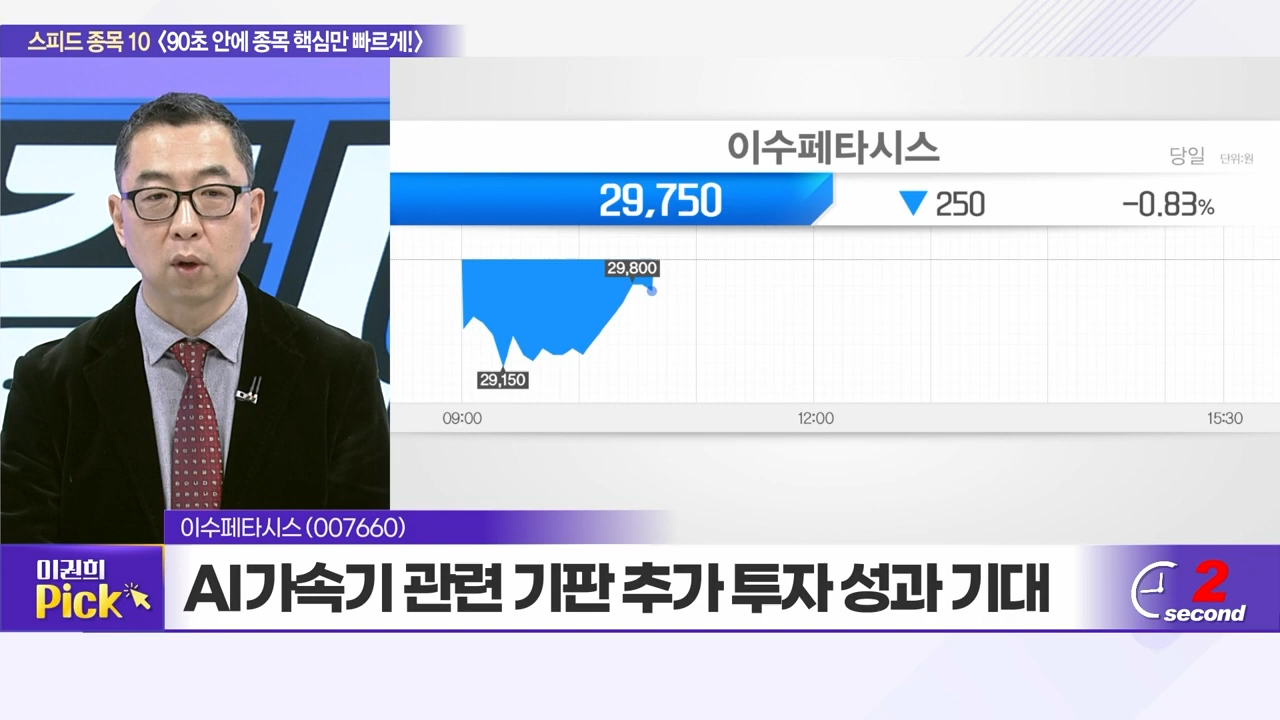 스피드 종목 10 <90초 안에 종목 핵심만 빠르게!>
이수페타시스
당일 단위:원
29,750 ▼ 250 -0.83%
29,800
29,150
09:00 12:00 15:30
이수페타시스(007660)
이권희
Pick
AI가속기 관련 기판 추가 투자 성과 기대
2
second